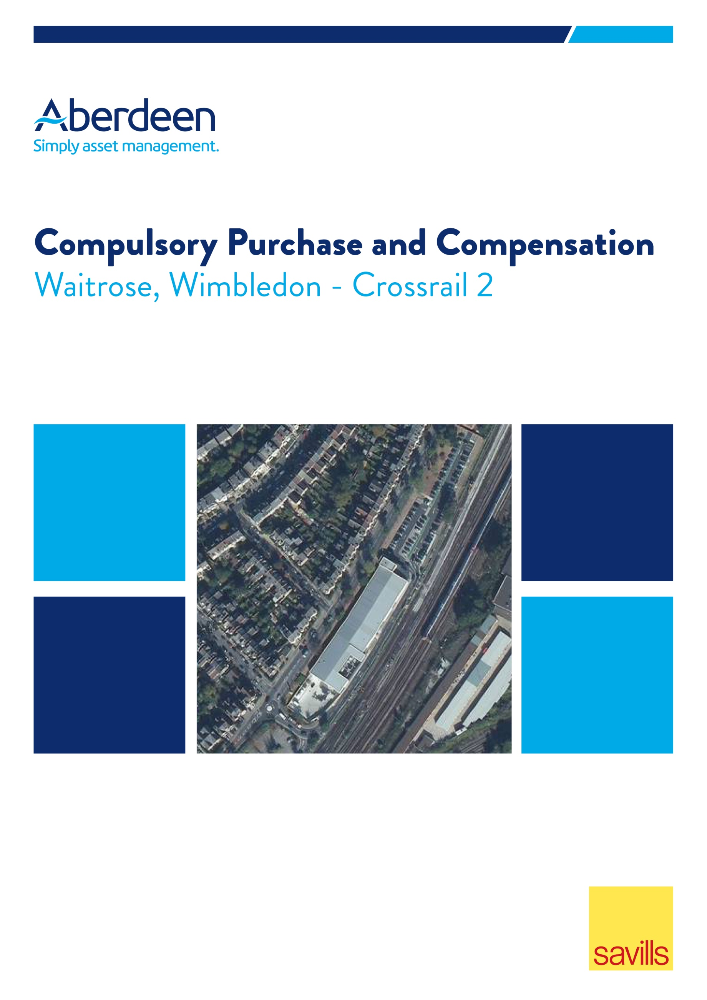 Aberdeen
Simply asset management.
Compulsory Purchase and Compensation
Waitrose, Wimbledon - Crossrail 2
savills